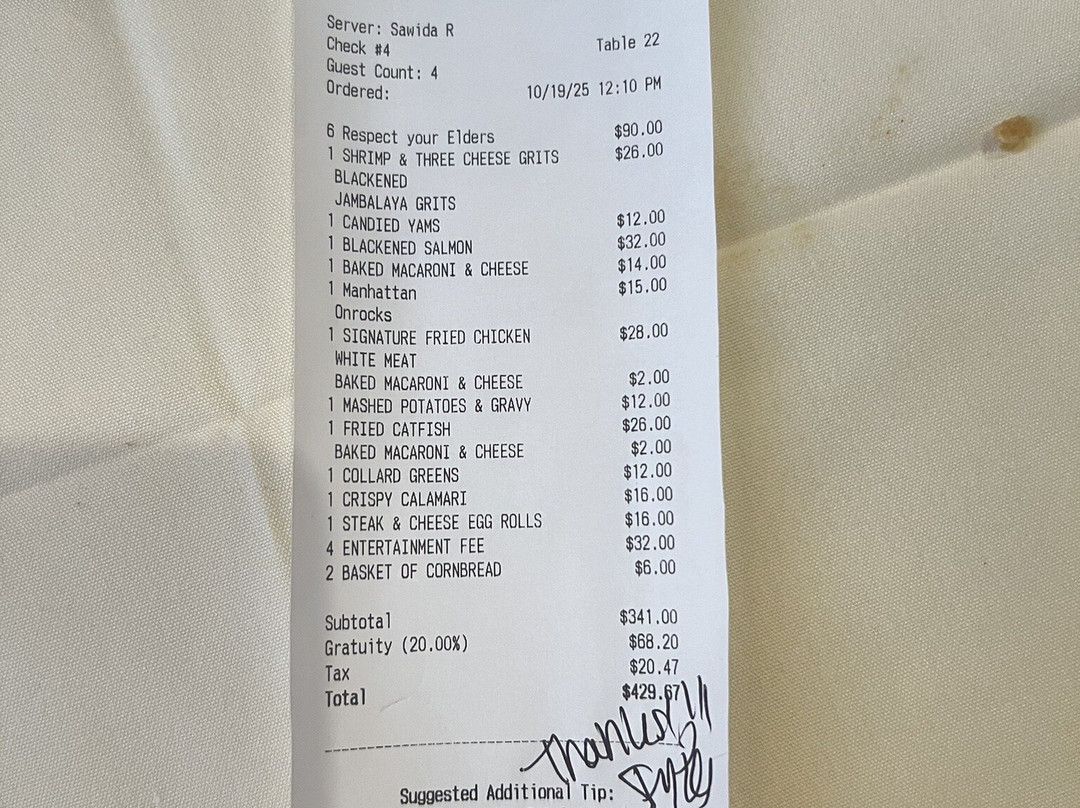 Server: Sawida R
Check #4 Table 22
Guest Count: 4
Ordered: 10/19/25 12:10 PM
6 Respect your Elders $90.00
1 SHRIMP & THREE CHEESE GRITS $26.00
BLACKENED
JAMBALAYA GRITS
1 CANDIED YAMS $12.00
1 BLACKENED SALMON $32.00
1 BAKED MACARONI & CHEESE $14.00
1 Manhattan $15.00
Onrocks
1 SIGNATURE FRIED CHICKEN $28.00
WHITE MEAT
BAKED MACARONI & CHEESE $2.00
1 MASHED POTATOES & GRAVY $12.00
1 FRIED CATFISH $26.00
BAKED MACARONI & CHEESE $2.00
1 COLLARD GREENS $12.00
1 CRISPY CALAMARI $16.00
1 STEAK & CHEESE EGG ROLLS $16.00
4 ENTERTAINMENT FEE $32.00
2 BASKET OF CORNBREAD $6.00
Subtotal $341.00
Gratuity (20.00%) $68.20
Tax $20.47
Total $429.67
Suggested Additional Tip: